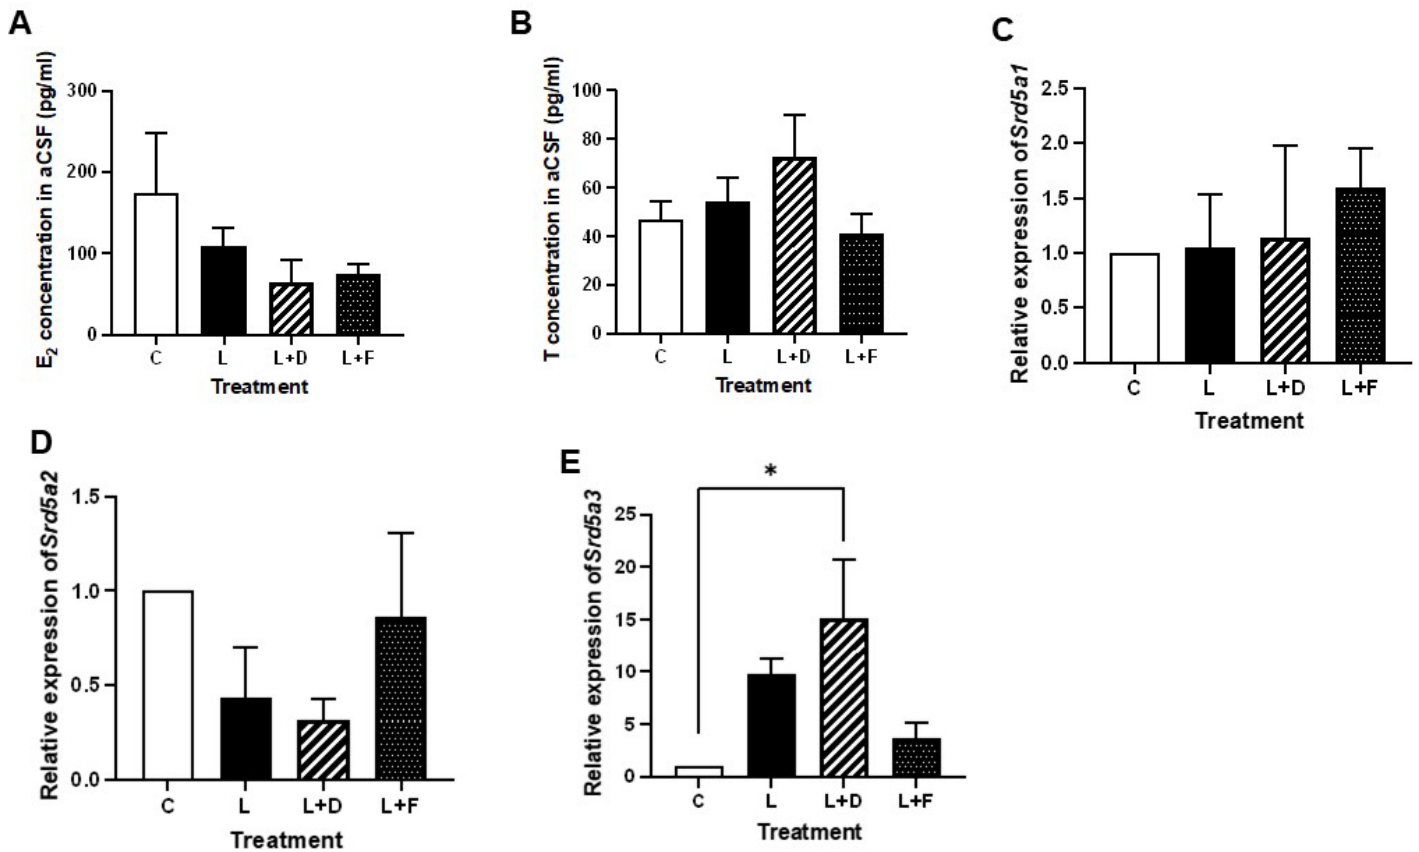 A
E2 concentration in aCSF (pg/ml)
300
200
100
0
C L L+D L+F
Treatment
B
T concentration in aCSF (pg/ml)
100
80
60
40
20
0
C L L+D L+F
Treatment
C
Relative expression of Srd5a1
2.5
2.0
1.5
1.0
0.5
0.0
C L L+D L+F
Treatment
D
Relative expression of Srd5a2
1.5
1.0
0.5
0.0
C L L+D L+F
Treatment
E
*
Relative expression of Srd5a3
25
20
15
10
5
0
C L L+D L+F
Treatment